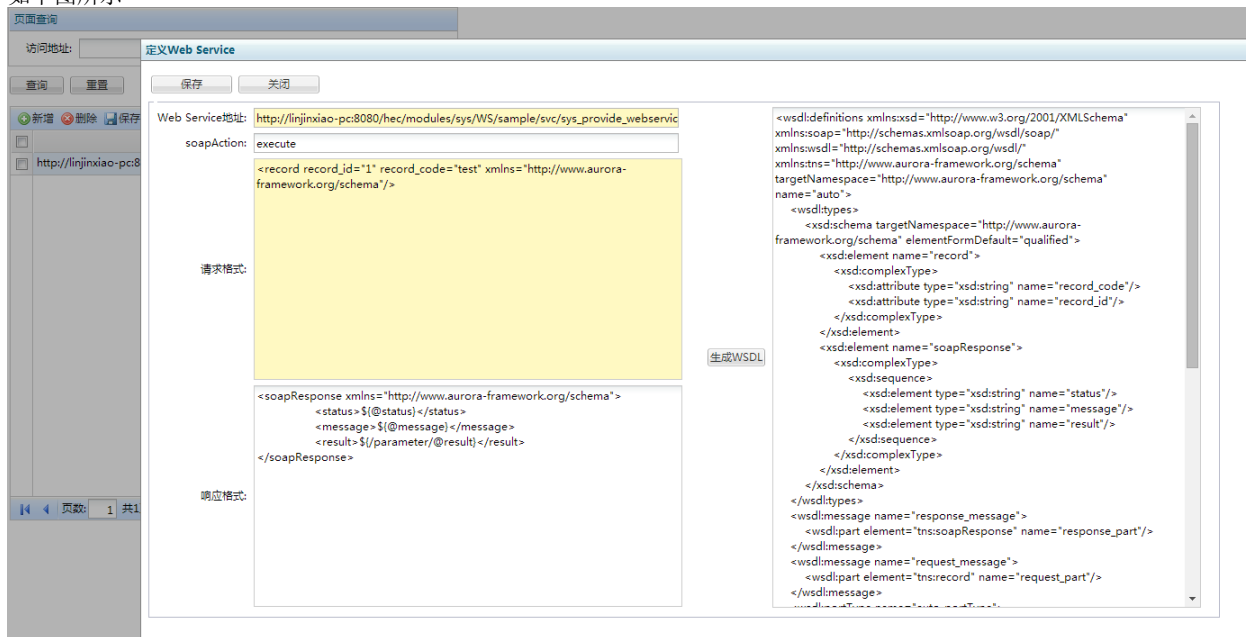 页面查询
访问地址:
定义Web Service
查询
重置
保存
关闭
新增 删除 保存
http://linjinxiao-pc:8
页数: 1 共1
Web Service地址:
http://linjinxiao-pc:8080/hec/modules/sys/WS/sample/svc/sys_provide_webservic
soapAction:
execute
请求格式:
<record record_id="1" record_code="test" xmlns="http://www.aurora-
framework.org/schema"/>
响应格式:
<soapResponse xmlns="http://www.aurora-framework.org/schema">
<status>${@status}</status>
<message>${@message}</message>
<result>${/parameter/@result}</result>
</soapResponse>
生成WSDL
<wsdl:definitions xmlns:xsd="http://www.w3.org/2001/XMLSchema"
xmlns:soap="http://schemas.xmlsoap.org/wsdl/soap/"
xmlns:wsdl="http://schemas.xmlsoap.org/wsdl/"
xmlns:tns="http://www.aurora-framework.org/schema"
targetNamespace="http://www.aurora-framework.org/schema"
name="auto">
<wsdl:types>
<xsd:schema targetNamespace="http://www.aurora-
framework.org/schema" elementFormDefault="qualified">
<xsd:element name="record">
<xsd:complexType>
<xsd:attribute type="xsd:string" name="record_code"/>
<xsd:attribute type="xsd:string" name="record_id"/>
</xsd:complexType>
</xsd:element>
<xsd:element name="soapResponse">
<xsd:complexType>
<xsd:sequence>
<xsd:element type="xsd:string" name="status"/>
<xsd:element type="xsd:string" name="message"/>
<xsd:element type="xsd:string" name="result"/>
</xsd:sequence>
</xsd:complexType>
</xsd:element>
</xsd:schema>
</wsdl:types>
<wsdl:message name="response_message">
<wsdl:part element="tns:soapResponse" name="response_part"/>
</wsdl:message>
<wsdl:message name="request_message">
<wsdl:part element="tns:record" name="request_part"/>
</wsdl:message>